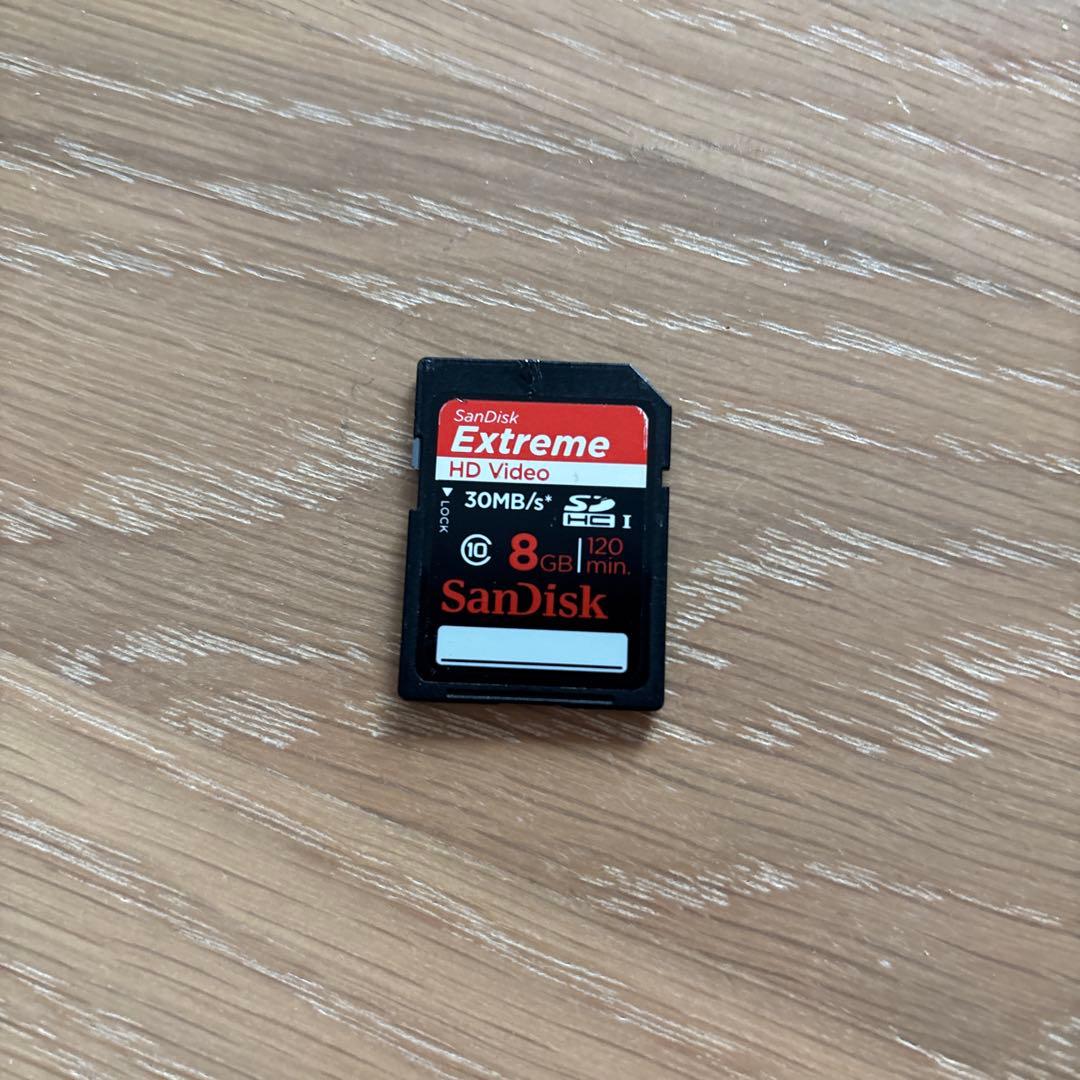 SanDisk
Extreme
HD Video
▼ LOCK
30MB/s* SDHC I
10 8GB | 120 min.
SanDisk